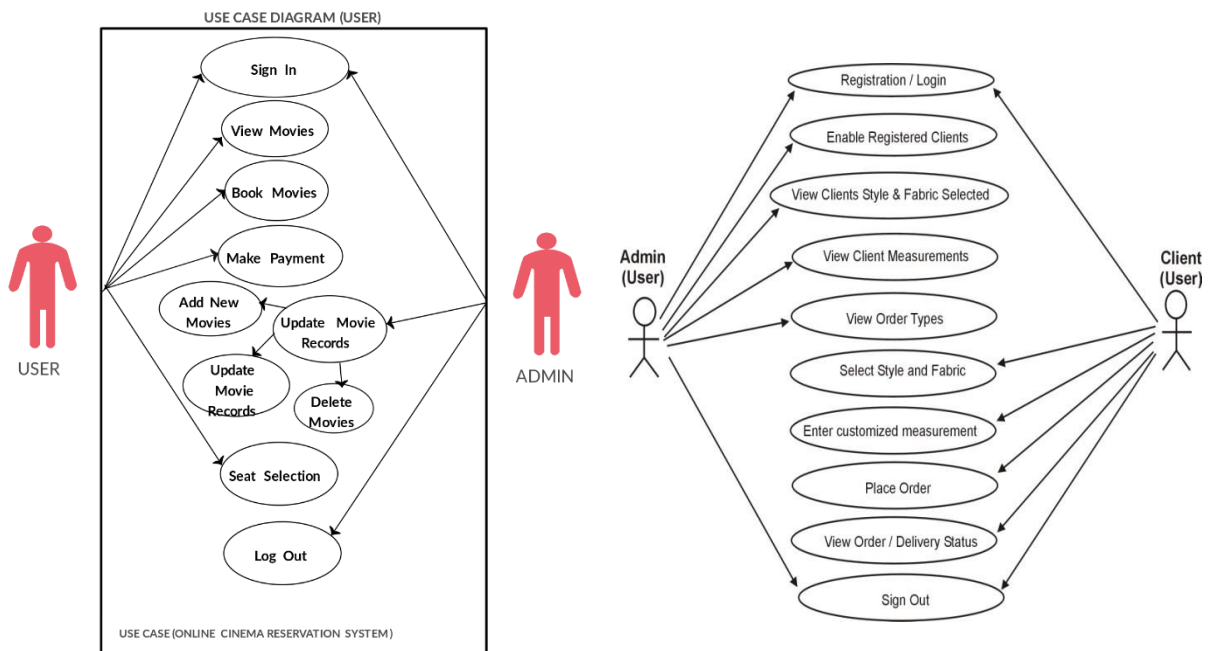 USE CASE DIAGRAM (USER)
Sign In
View Movies
Book Movies
Make Payment
Add New
Movies
Update Movie
Records
Update
Movie
Records
Delete
Movies
Seat Selection
Log Out
USER
ADMIN
USE CASE (ONLINE CINEMA RESERVATION SYSTEM)
Registration / Login
Enable Registered Clients
View Clients Style & Fabric Selected
View Client Measurements
View Order Types
Select Style and Fabric
Enter customized measurement
Place Order
View Order / Delivery Status
Sign Out
Admin
(User)
Client
(User)